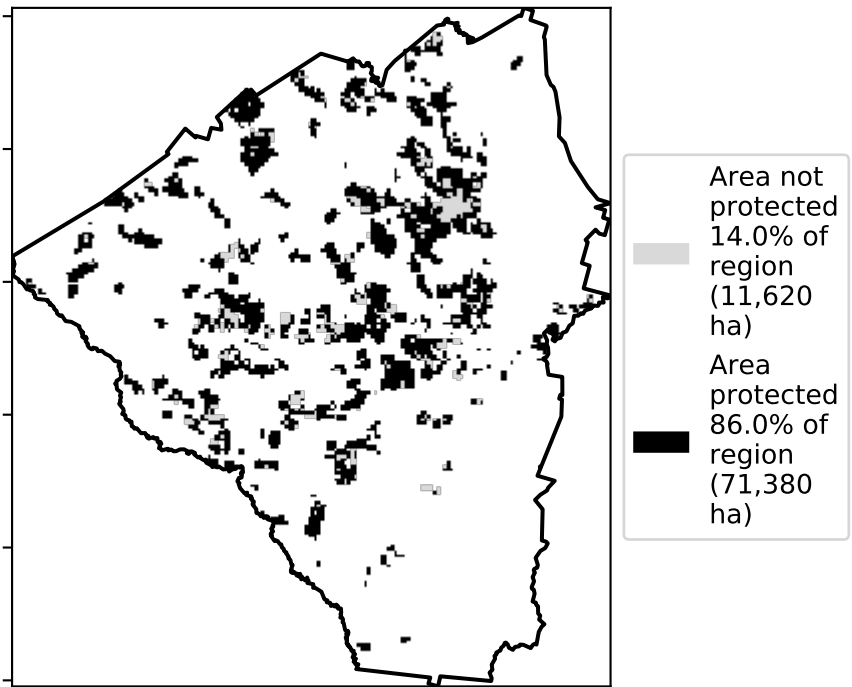 Area not
protected
14.0% of
region
(11,620
ha)
Area
protected
86.0% of
region
(71,380
ha)